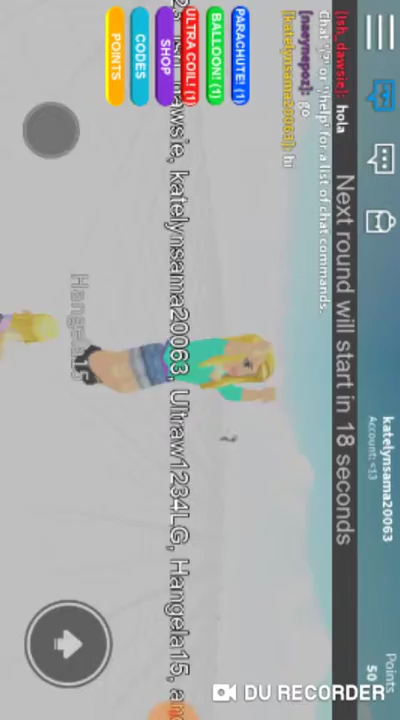 katelynsama20063
Account: <13
Points
50
Next round will start in 18 seconds
[ish_dawsie]: hola
Chat '/?' or '/help' for a list of chat commands.
[naeynepoz]: go
[katelynsama20063]: hi
PARACHUTE! (1)
BALLOON! (1)
ULTRA COIL! (1)
SHOP
CODES
POINTS
katelynsama20063, Ultraw1234LG, Hangela15, and
Hangela15
DU RECORDER